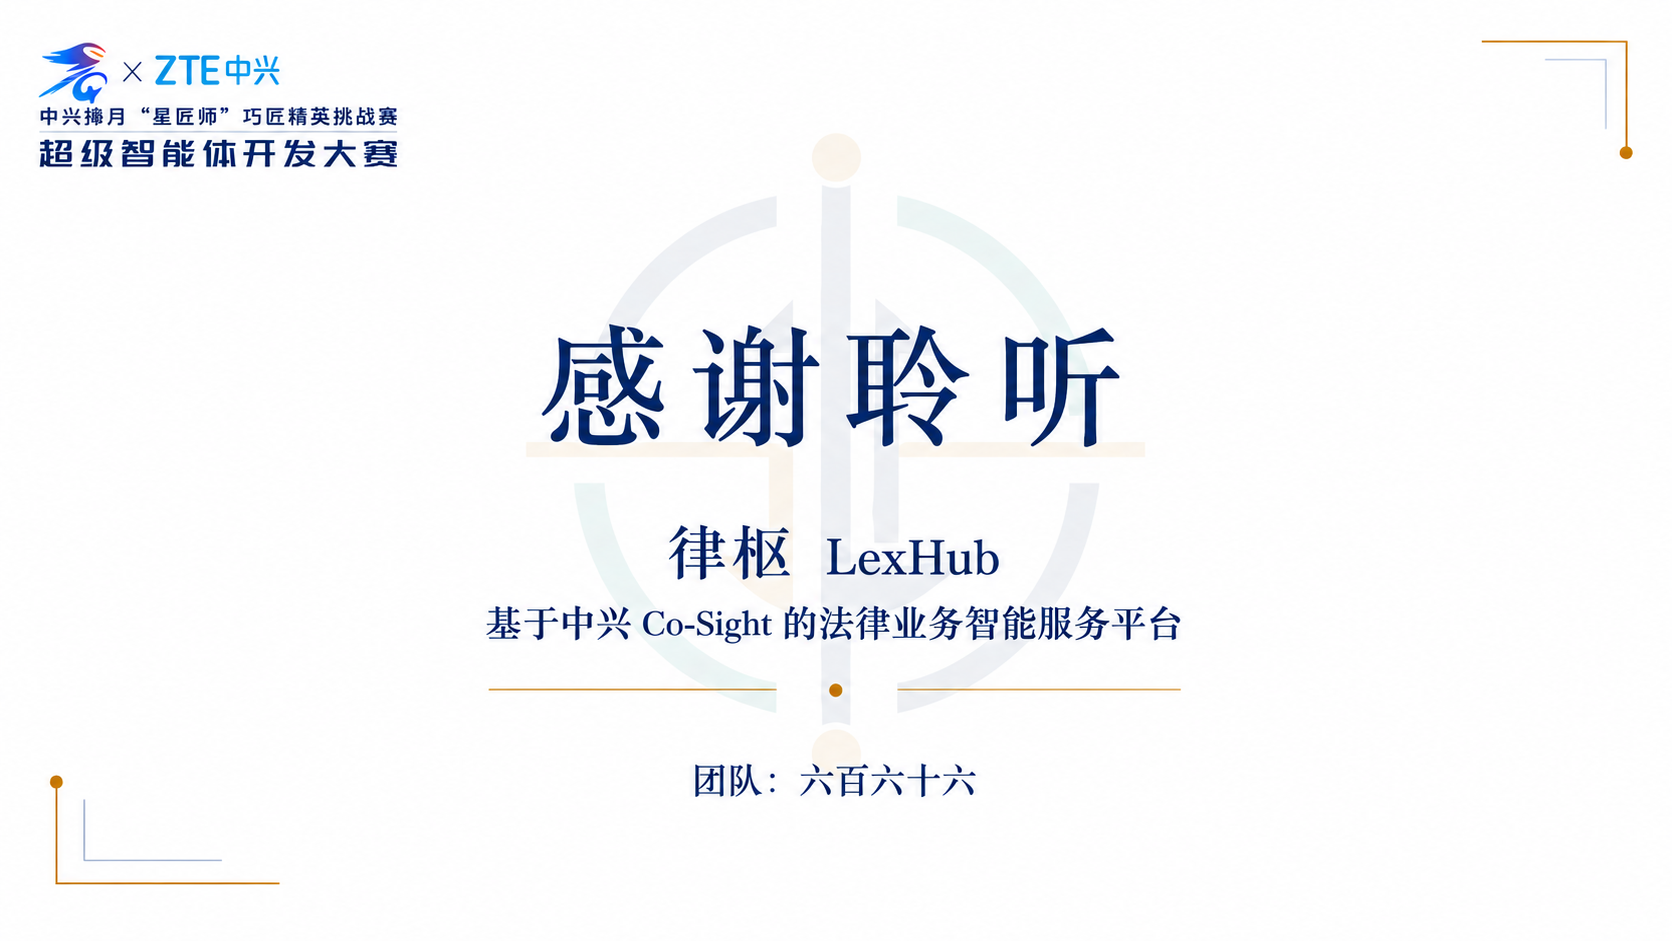 ZTE中兴
中兴捧月“星匠师”巧匠精英挑战赛
超级智能体开发大赛
感谢聆听
律枢 LexHub
基于中兴 Co-Sight 的法律业务智能服务平台
团队：六百六十六